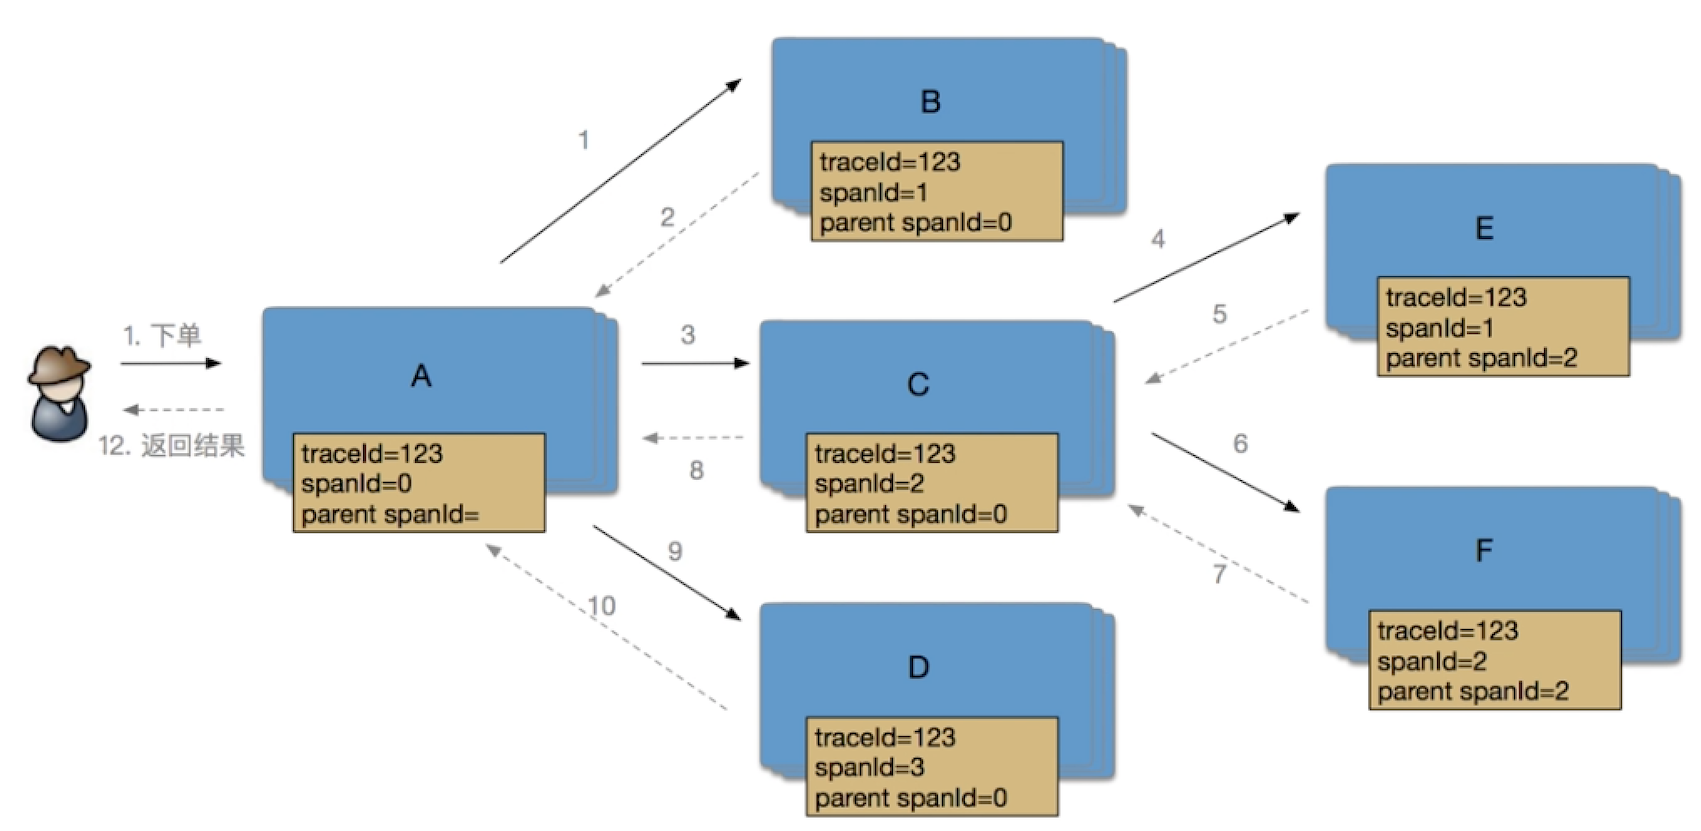 B
1
traceId=123
spanId=1
parent spanId=0
2
E
4
traceId=123
spanId=1
parent spanId=2
5
1. 下单
3
A
C
12. 返回结果
8
6
traceId=123
spanId=0
parent spanId=
traceId=123
spanId=2
parent spanId=0
F
9
7
10
traceId=123
spanId=2
parent spanId=2
D
traceId=123
spanId=3
parent spanId=0